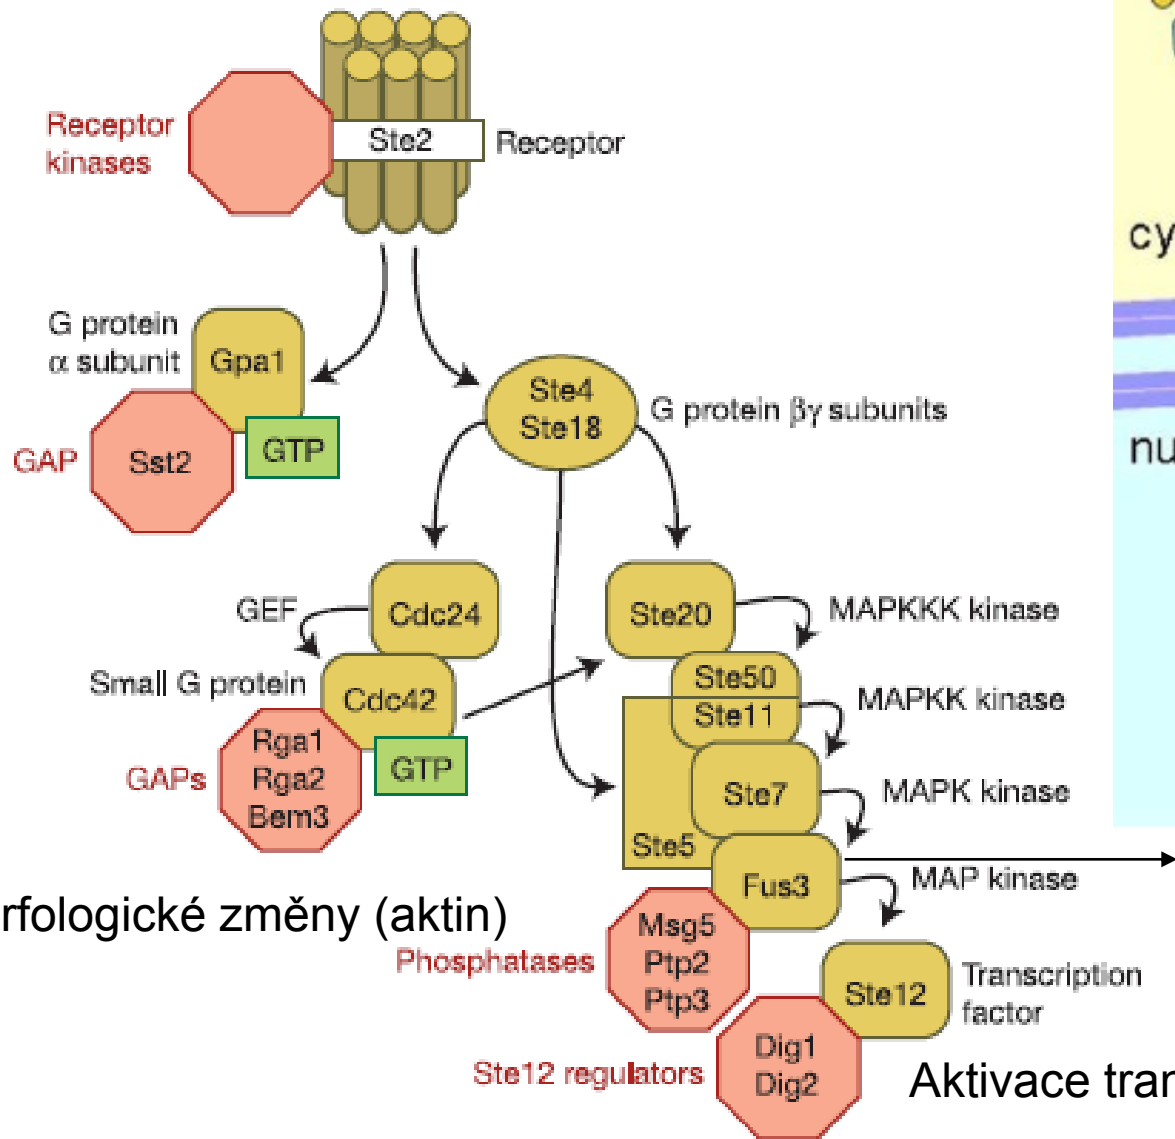 Receptor
kinases
Ste2
Receptor
G protein
α subunit
Gpa1
GAP
Sst2
GTP
Ste4
Ste18
G protein βγ subunits
GEF
Cdc24
Small G protein
Cdc42
GAPs
Rga1
Rga2
Bem3
GTP
Ste20
MAPKKK kinase
Ste50
Ste11
MAPKK kinase
Ste7
MAPK kinase
Ste5
Fus3
MAP kinase
rfologické změny (aktin)
Phosphatases
Msg5
Ptp2
Ptp3
Ste12
Transcription
factor
Ste12 regulators
Dig1
Dig2
Aktivace tran
cy
nu